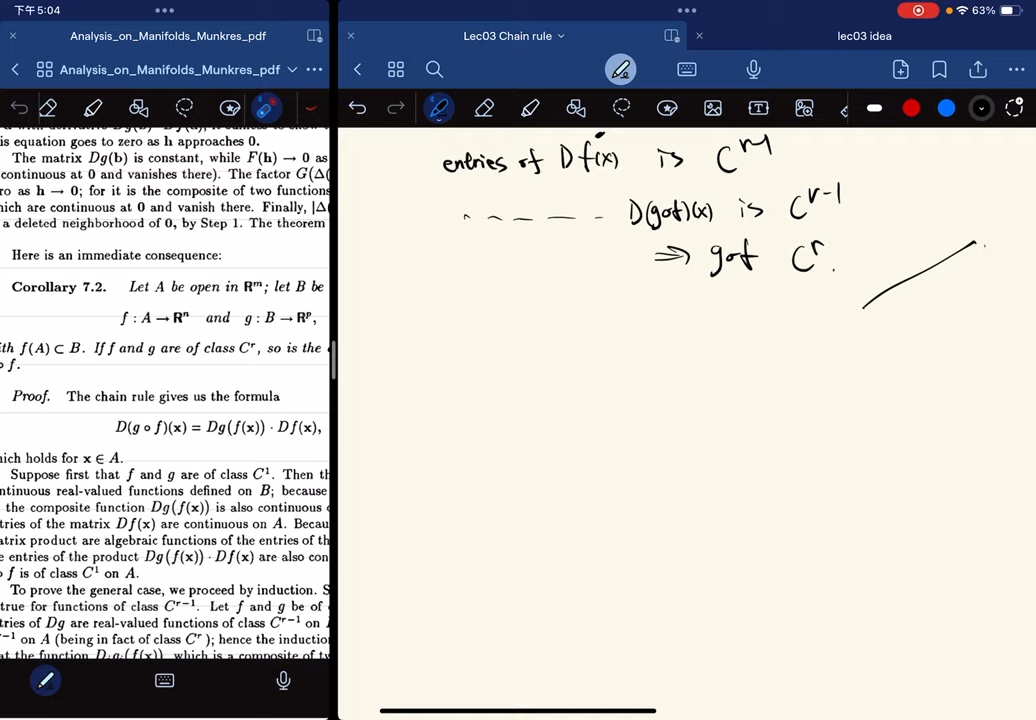 下午5:04
63%
Analysis_on_Manifolds_Munkres_pdf
Lec03 Chain rule
lec03 idea
Analysis_on_Manifolds_Munkres_pdf
is equation goes to zero as h approaches 0.
The matrix Dg(b) is constant, while F(h) → 0 as
continuous at 0 and vanishes there). The factor G(Δ(
ero as h → 0; for it is the composite of two functions
hich are continuous at 0 and vanish there. Finally, |Δ(
a deleted neighborhood of 0, by Step 1. The theorem
Here is an immediate consequence:
Corollary 7.2. Let A be open in Rᵐ; let B be
f : A → Rⁿ and g : B → Rᵖ,
ith f(A) ⊂ B. If f and g are of class Cʳ, so is the
∘ f.
Proof. The chain rule gives us the formula
D(g ∘ f)(x) = Dg(f(x)) · Df(x),
hich holds for x ∈ A.
Suppose first that f and g are of class C¹. Then th
ntinuous real-valued functions defined on B; because
the composite function Dg(f(x)) is also continuous
tries of the matrix Df(x) are continuous on A. Becau
atrix product are algebraic functions of the entries of th
e entries of the product Dg(f(x)) · Df(x) are also con
∘ f is of class C¹ on A.
To prove the general case, we proceed by induction. S
true for functions of class Cʳ⁻¹. Let f and g be of
tries of Dg are real-valued functions of class Cʳ⁻¹ on
⁻¹ on A (being in fact of class Cʳ); hence the induction
at the function Dⱼgᵢ(f(x)), which is a composite of tw
entries of Df(x) is Cʳ⁻¹
D(g∘f)(x) is Cʳ⁻¹
⇒ g∘f Cʳ.